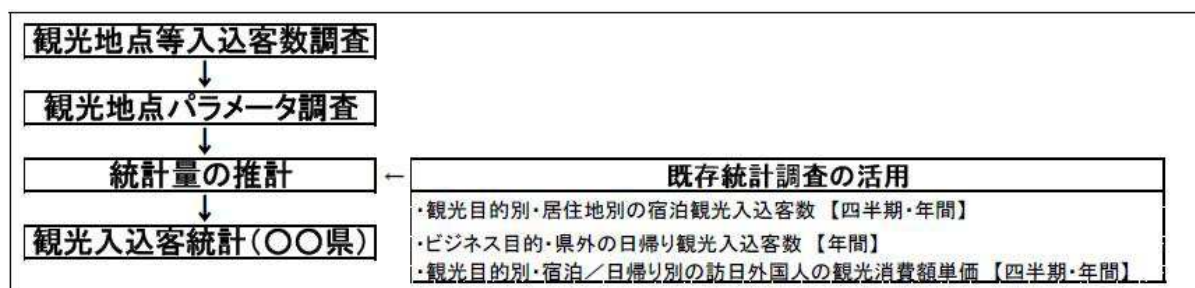 観光地点等入込客数調査
↓
観光地点パラメータ調査
↓
統計量の推計
←
既存統計調査の活用
・観光目的別・居住地別の宿泊観光入込客数 【四半期・年間】
・ビジネス目的・県外の日帰り観光入込客数 【年間】
・観光目的別・宿泊／日帰り別の訪日外国人の観光消費額単価 【四半期・年間】
↓
観光入込客統計(〇〇県)